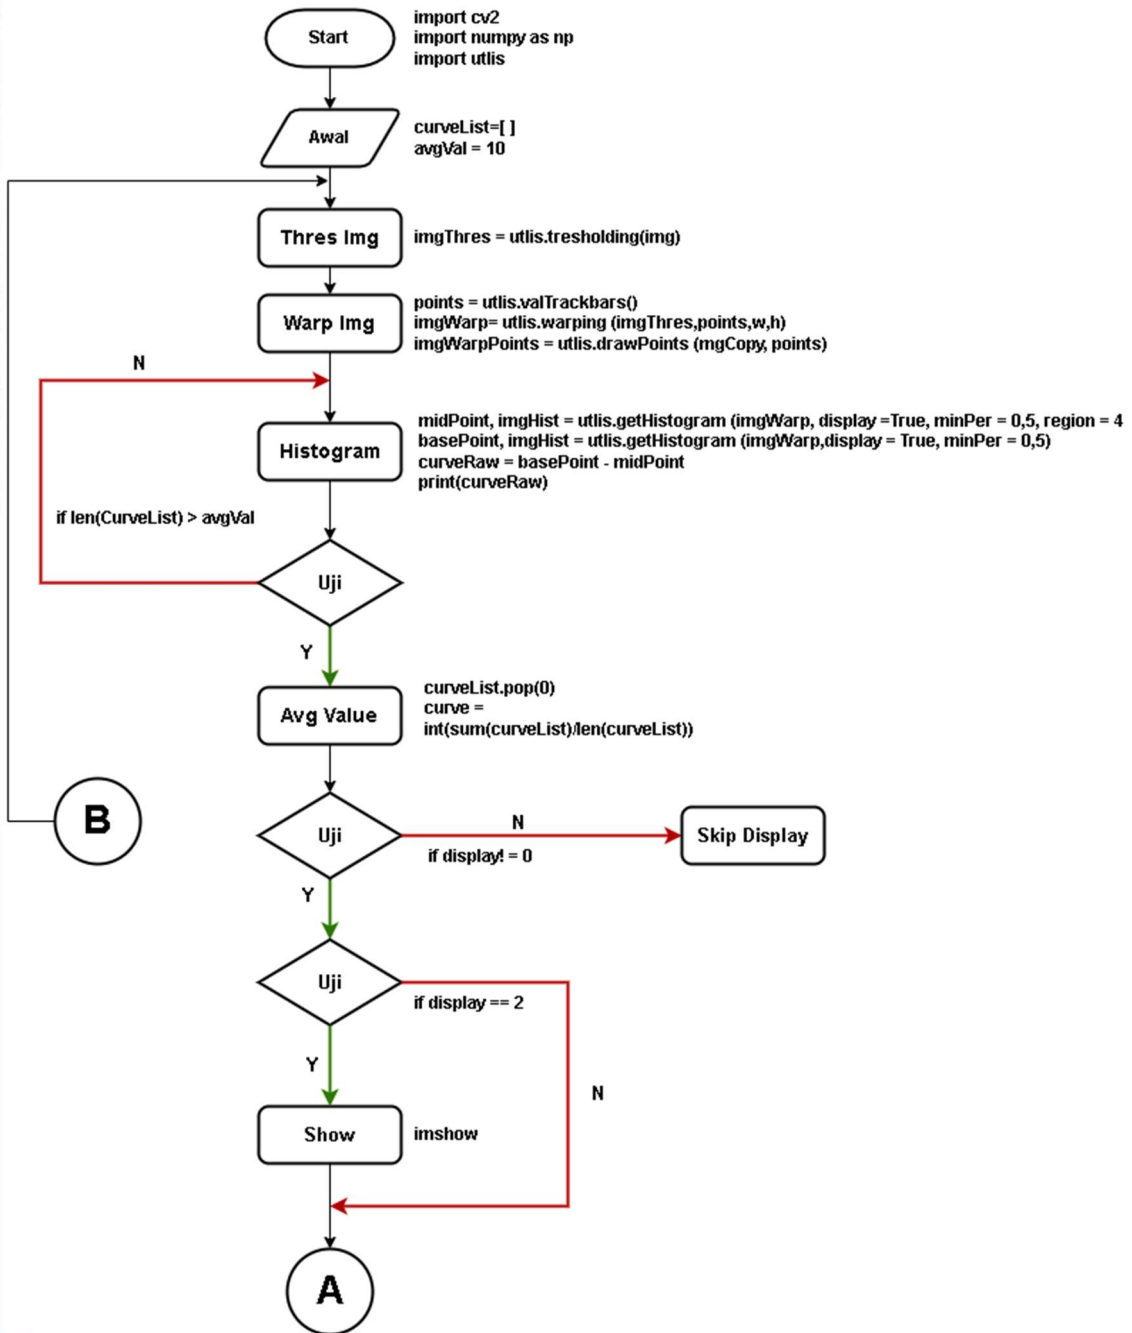 Start
import cv2
import numpy as np
import utlis
Awal
curveList=[ ]
avgVal = 10
Thres Img
imgThres = utlis.tresholding(img)
Warp Img
points = utlis.valTrackbars()
imgWarp= utlis.warping (imgThres,points,w,h)
imgWarpPoints = utlis.drawPoints (mgCopy, points)
N
Histogram
midPoint, imgHist = utlis.getHistogram (imgWarp, display =True, minPer = 0,5, region = 4
basePoint, imgHist = utlis.getHistogram (imgWarp,display = True, minPer = 0,5)
curveRaw = basePoint - midPoint
print(curveRaw)
if len(CurveList) > avgVal
Uji
Y
Avg Value
curveList.pop(0)
curve =
int(sum(curveList)/len(curveList))
B
Uji
N
if display! = 0
Skip Display
Y
Uji
if display == 2
Y
N
Show
imshow
A